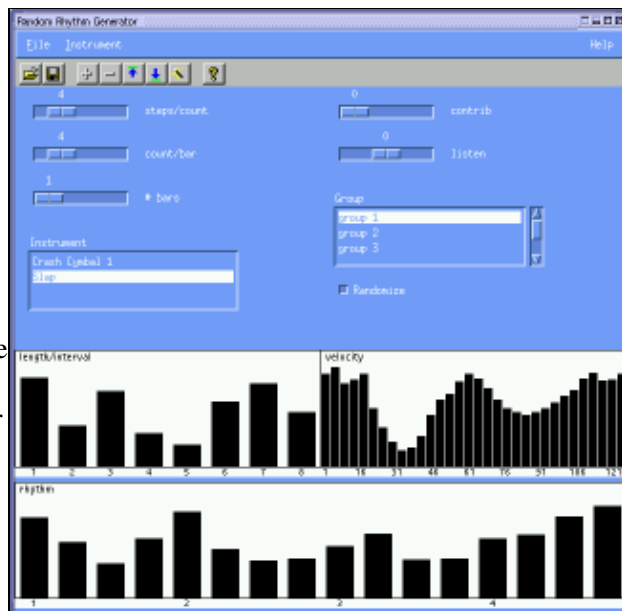 Random Rhythm Generator
File Instrument Help
4 0
steps/count contrib
4 0
count/bar listen
1
# bars
Group
group 1
group 2
group 3
Instrument
Crash Cymbal 1
Slap
Randomize
e
length/interval velocity
1 2 3 4 5 6 7 8 1 16 31 46 61 76 91 106 121
rhythm
1 2 3 4